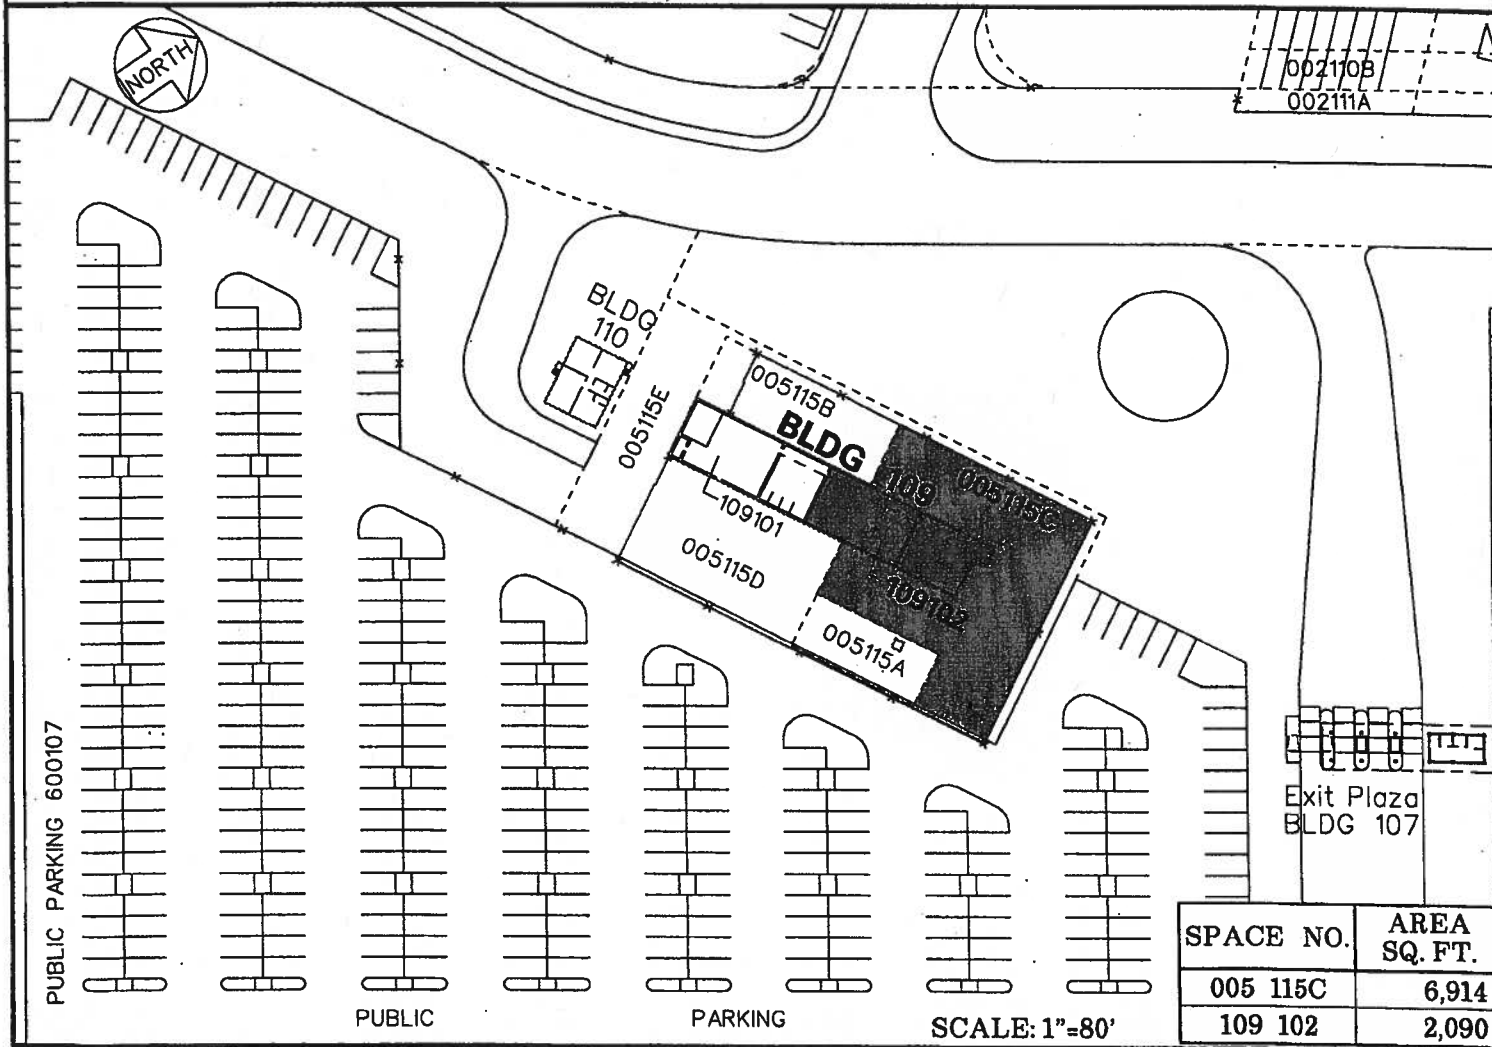 NORTH
002110B
002111A
BLDG
110
005115E
005115B
BLDG
109
005115C
109101
005115D
109102
005115A
PUBLIC PARKING 600107
Exit Plaza
BLDG 107
SPACE NO. AREA SQ. FT.
005 115C 6,914
109 102 2,090
PUBLIC PARKING
SCALE: 1"=80'